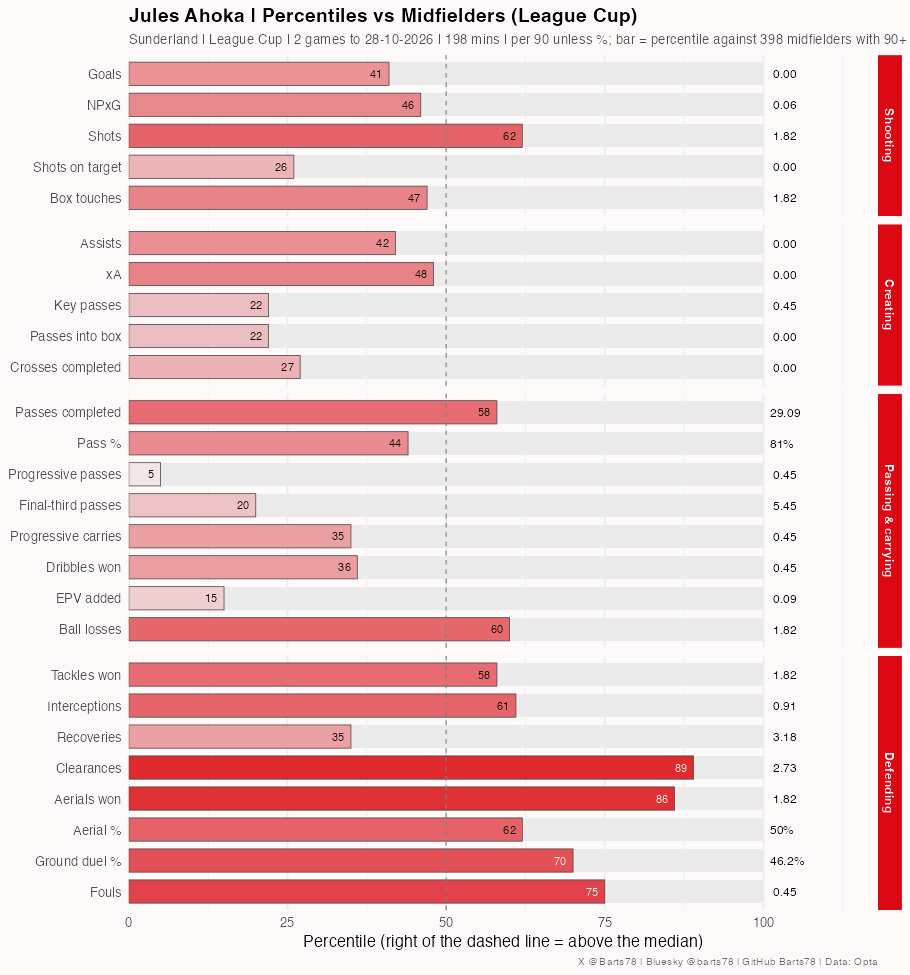 Jules Ahoka | Percentiles vs Midfielders (League Cup)
Sunderland | League Cup | 2 games to 28-10-2026 | 198 mins | per 90 unless %; bar = percentile against 398 midfielders with 90+
Goals 41 0.00
NPxG 46 0.06
Shots 62 1.82
Shots on target 26 0.00
Box touches 47 1.82
Shooting
Assists 42 0.00
xA 48 0.00
Key passes 22 0.45
Passes into box 22 0.00
Crosses completed 27 0.00
Creating
Passes completed 58 29.09
Pass % 44 81%
Progressive passes 5 0.45
Final-third passes 20 5.45
Progressive carries 35 0.45
Dribbles won 36 0.45
EPV added 15 0.09
Ball losses 60 1.82
Passing & carrying
Tackles won 58 1.82
Interceptions 61 0.91
Recoveries 35 3.18
Clearances 89 2.73
Aerials won 86 1.82
Aerial % 62 50%
Ground duel % 70 46.2%
Fouls 75 0.45
Defending
0 25 50 75 100
Percentile (right of the dashed line = above the median)
X @Barts78 | Bluesky @barts78 | GitHub Barts78 | Data: Opta